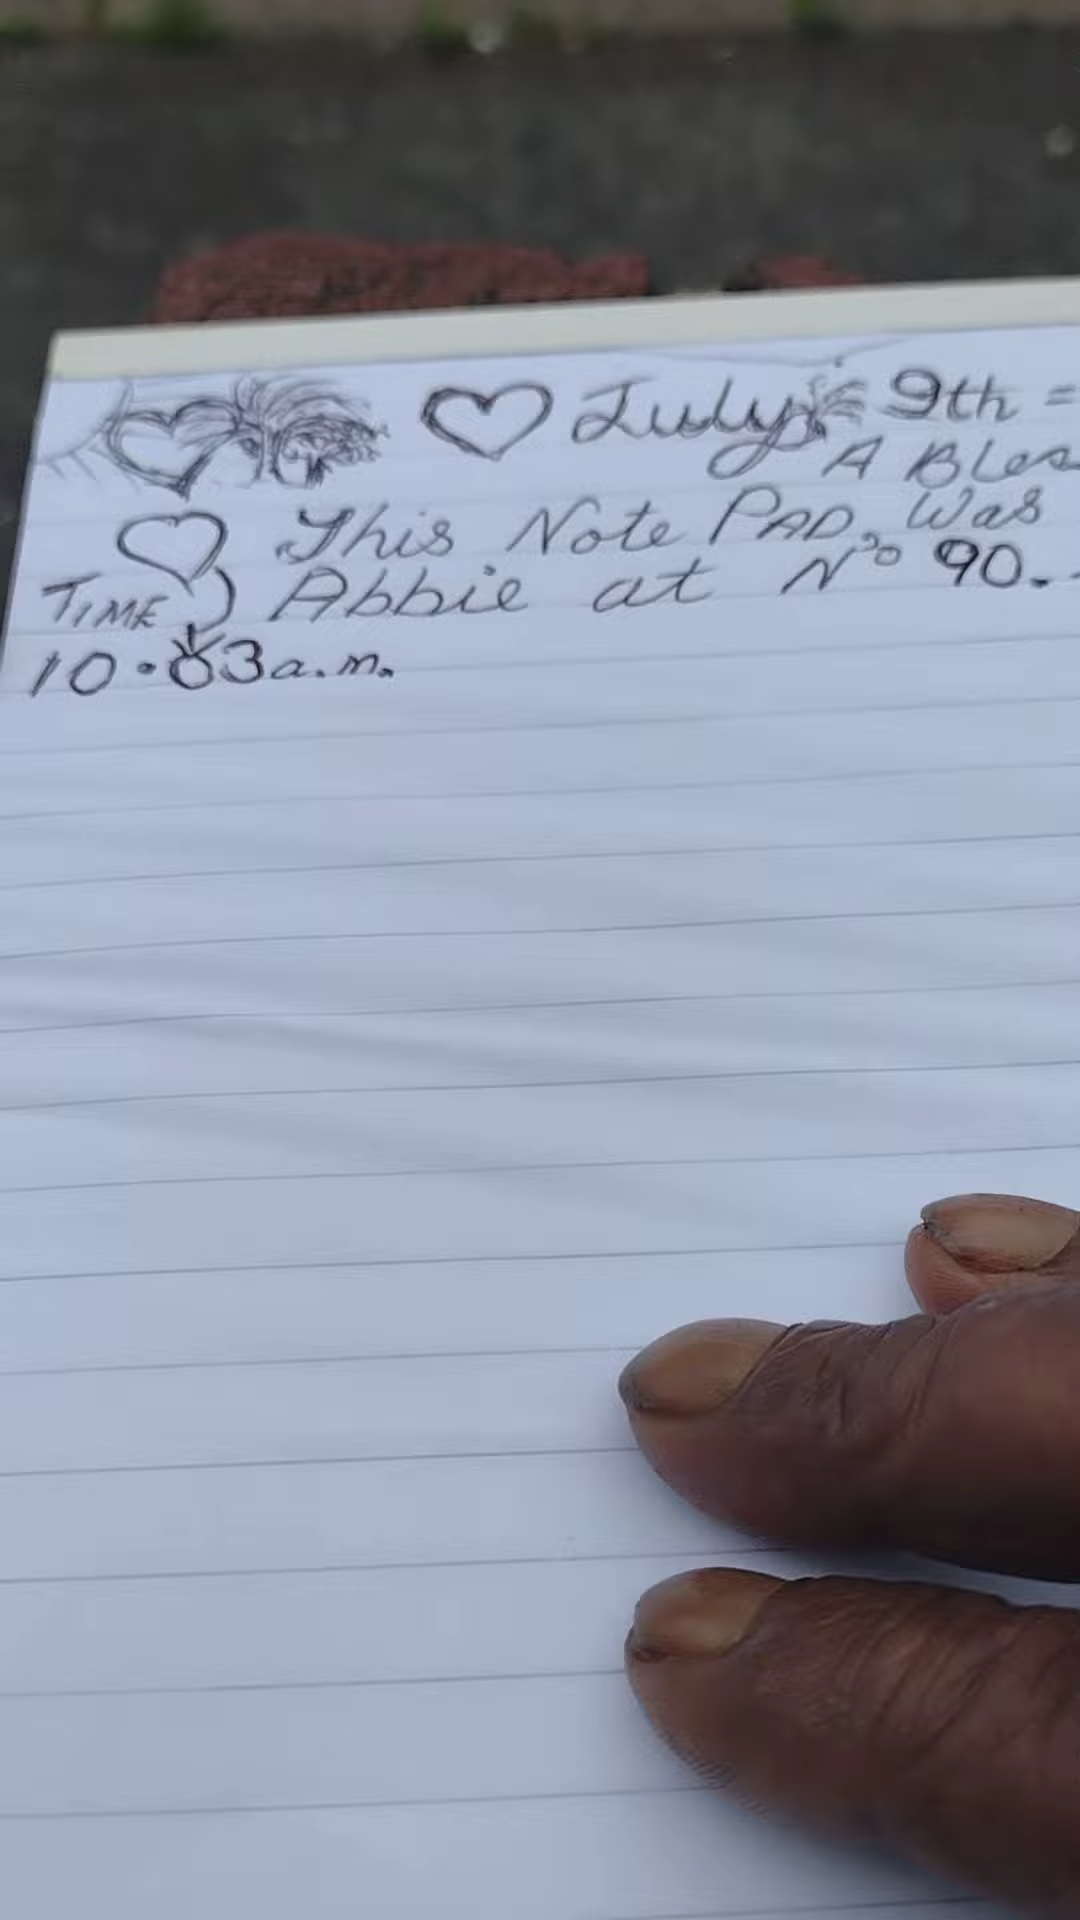 July 9th =
A Bles
This Note PAD, Was
TIME Abbie at Nº 90.-
10.03a.m.